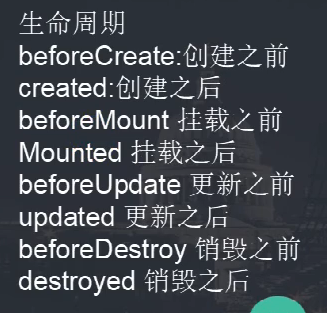 生命周期
beforeCreate:创建之前
created:创建之后
beforeMount 挂载之前
Mounted 挂载之后
beforeUpdate 更新之前
updated 更新之后
beforeDestroy 销毁之前
destroyed 销毁之后